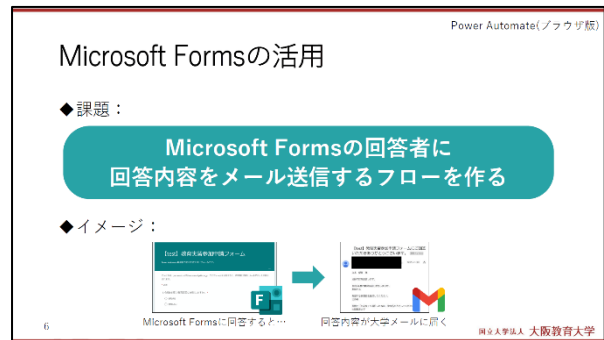 Power Automate(ブラウザ版)
Microsoft Formsの活用
◆課題：
Microsoft Formsの回答者に
回答内容をメール送信するフローを作る
◆イメージ：
Microsoft Formsに回答すると…
回答内容が大学メールに届く
6
国立大学法人 大阪教育大学